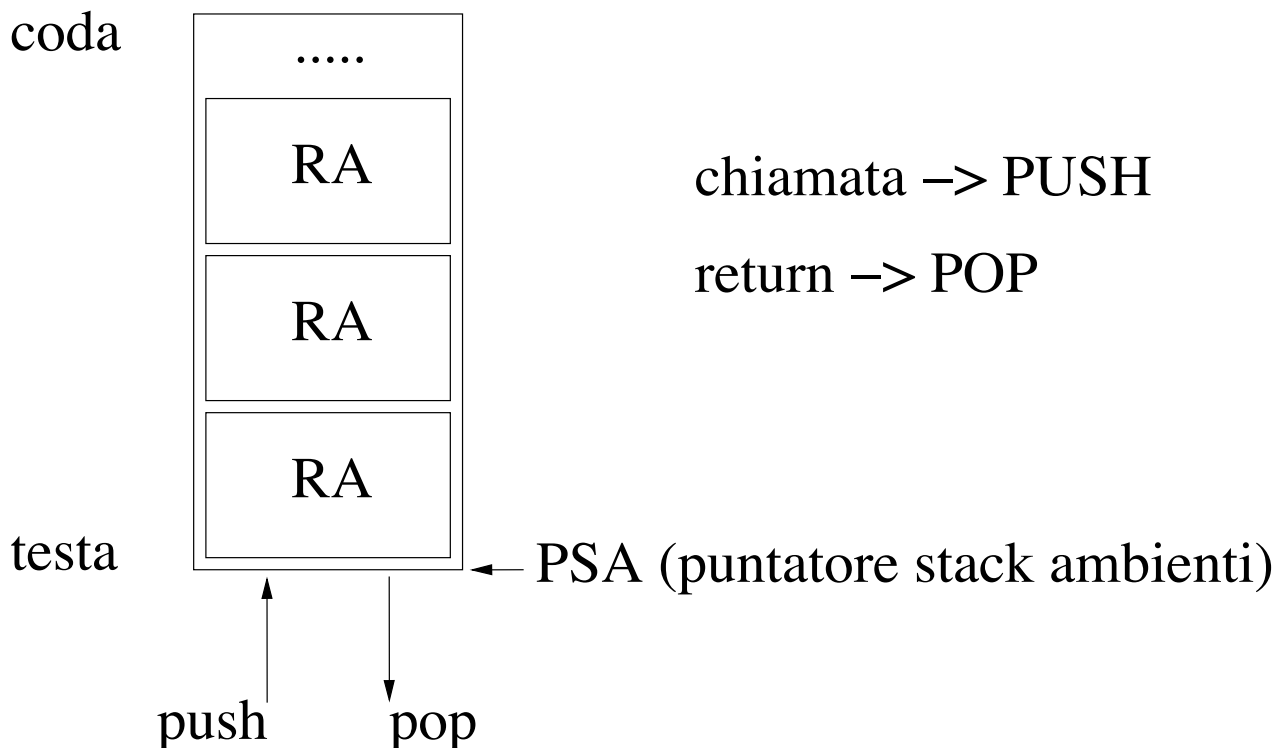 coda
.....
RA
chiamata –> PUSH
return –> POP
RA
RA
testa
PSA (puntatore stack ambienti)
push
pop